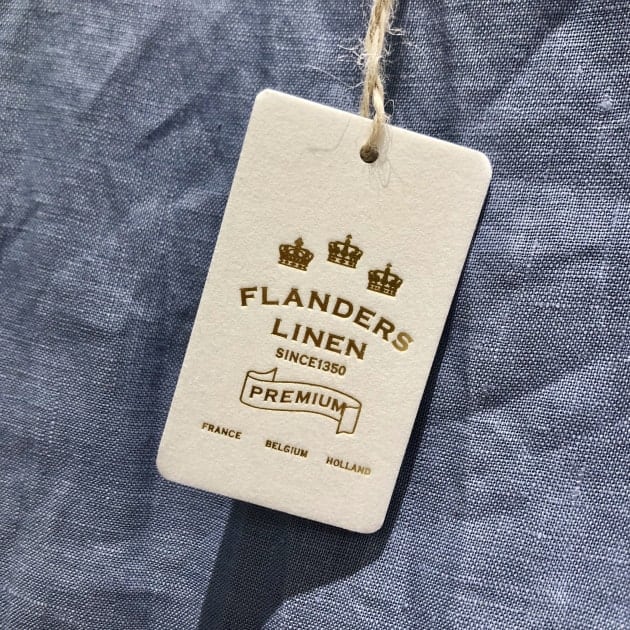 FLANDERS
LINEN
SINCE1350
PREMIUM
FRANCE BELGIUM HOLLAND